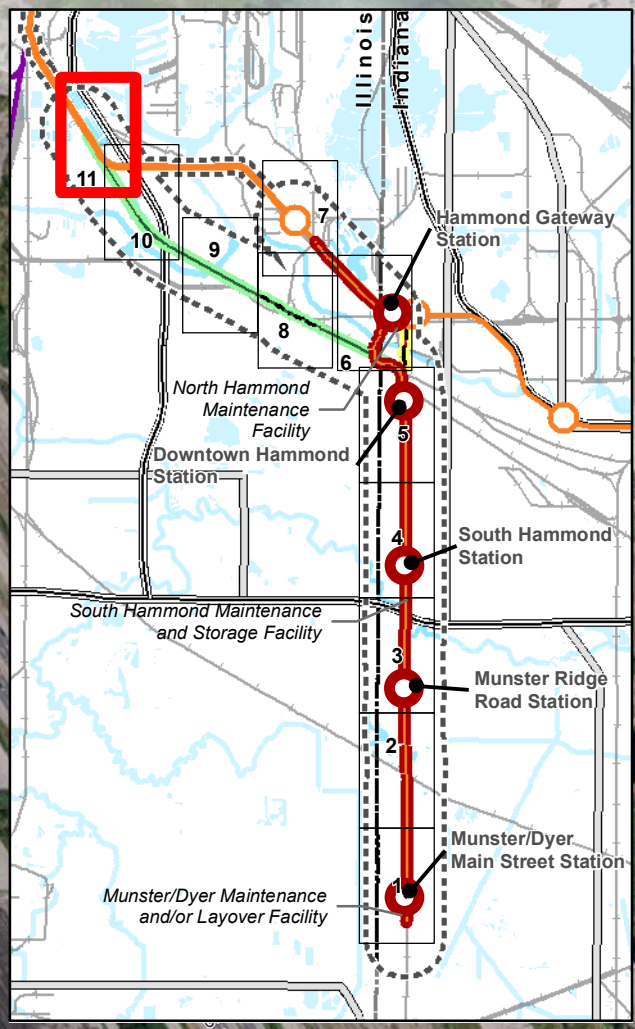 Illinois
Indiana
11
10
9
7
Hammond Gateway
Station
8
6
North Hammond
Maintenance
Facility
5
Downtown Hammond
Station
4
South Hammond
Station
South Hammond Maintenance
and Storage Facility
3
Munster Ridge
Road Station
2
Munster/Dyer
Main Street Station
1
Munster/Dyer Maintenance
and/or Layover Facility